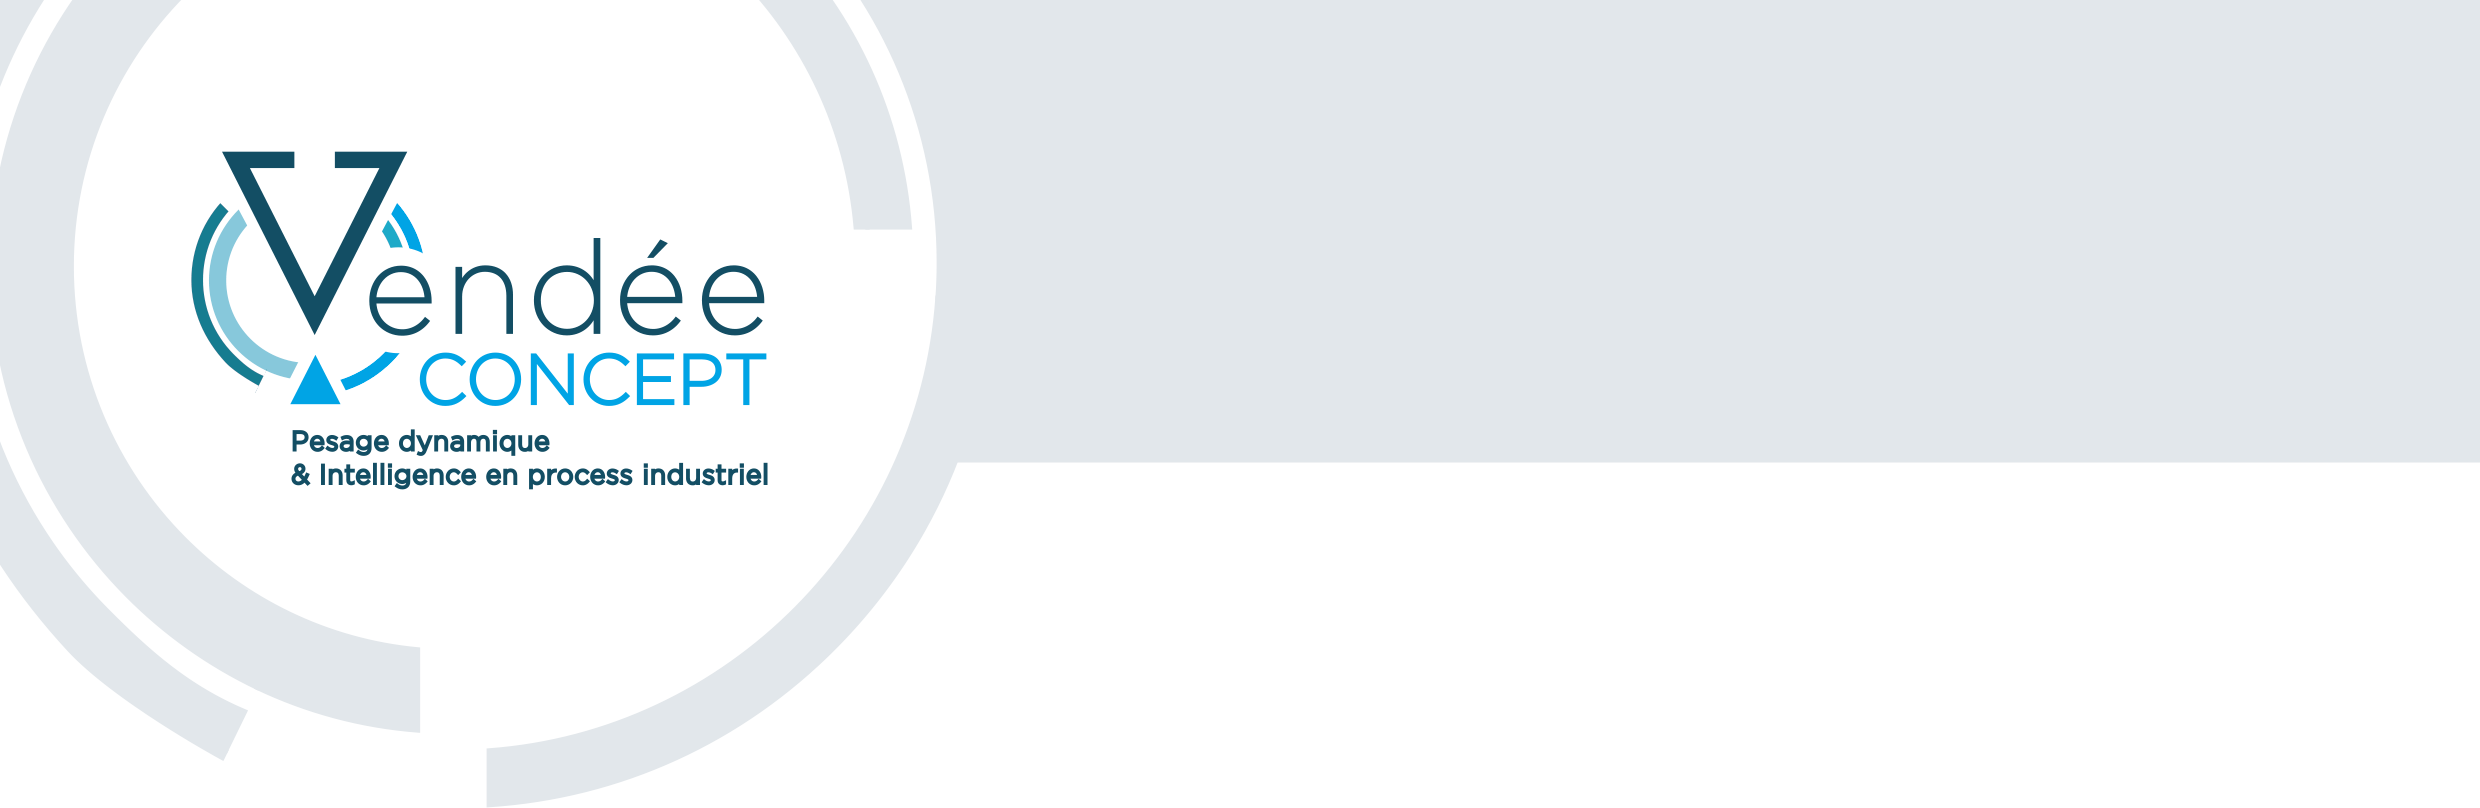 Vendée
CONCEPT
Pesage dynamique
& Intelligence en process industriel